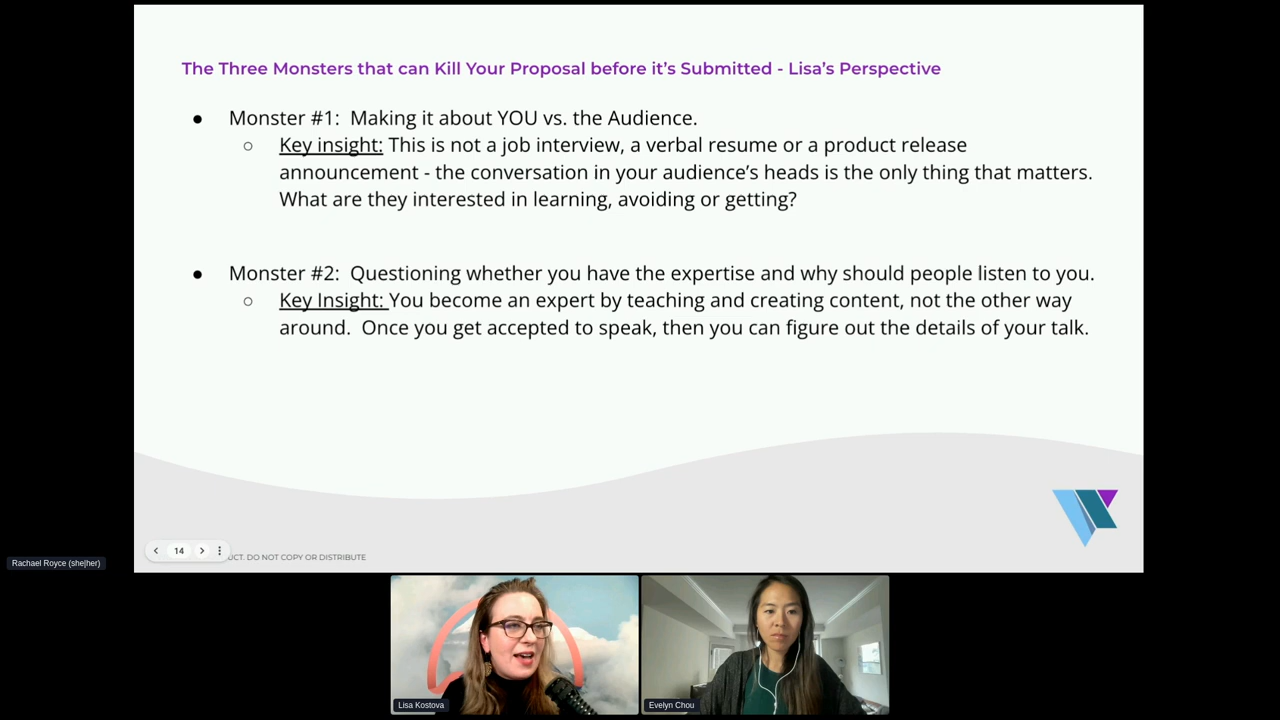 The Three Monsters that can Kill Your Proposal before it's Submitted - Lisa's Perspective
● Monster #1: Making it about YOU vs. the Audience.
○ Key insight: This is not a job interview, a verbal resume or a product release
announcement - the conversation in your audience's heads is the only thing that matters.
What are they interested in learning, avoiding or getting?
● Monster #2: Questioning whether you have the expertise and why should people listen to you.
○ Key Insight: You become an expert by teaching and creating content, not the other way
around. Once you get accepted to speak, then you can figure out the details of your talk.
14
DO NOT COPY OR DISTRIBUTE
Rachael Royce (she|her)
Lisa Kostova
Evelyn Chou